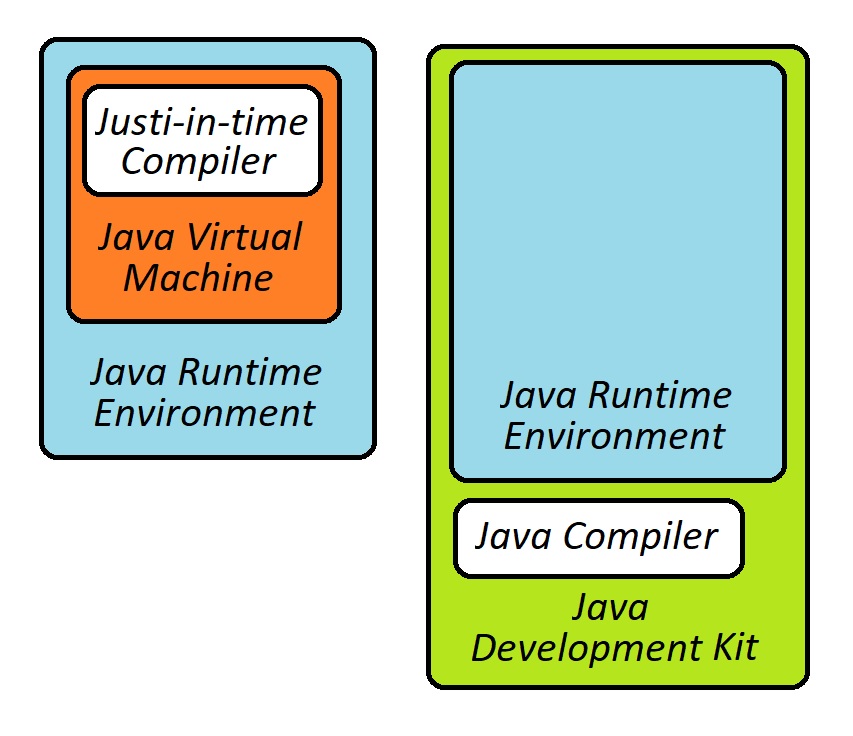 Justi-in-time
Compiler
Java Virtual
Machine
Java Runtime
Environment
Java Runtime
Environment
Java Compiler
Java
Development Kit